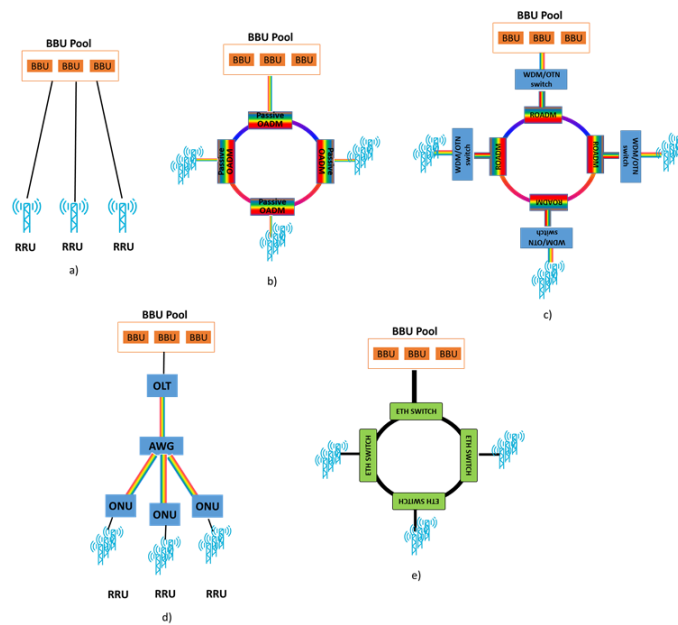 BBU Pool
BBU BBU BBU
RRU RRU RRU
a)
BBU Pool
BBU BBU BBU
Passive
OADM
Passive
OADM
Passive
OADM
Passive
OADM
b)
BBU Pool
BBU BBU BBU
WDM/OTN
switch
ROADM
WDM/OTN
switch
ROADM
ROADM
WDM/OTN
switch
ROADM
WDM/OTN
switch
c)
BBU Pool
BBU BBU BBU
OLT
AWG
ONU ONU ONU
RRU RRU RRU
d)
BBU Pool
BBU BBU BBU
ETH SWITCH
ETH SWITCH
ETH SWITCH
ETH SWITCH
e)